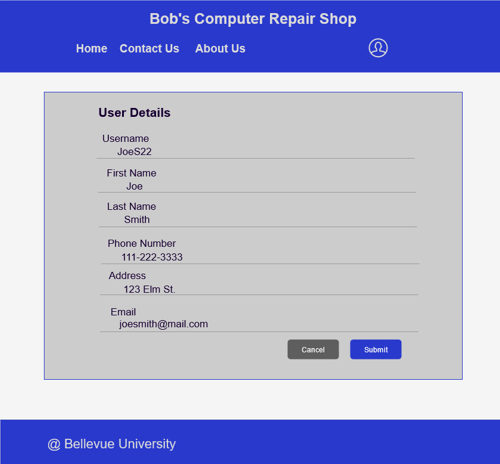 Bob's Computer Repair Shop
Home Contact Us About Us
User Details
Username
JoeS22
First Name
Joe
Last Name
Smith
Phone Number
111-222-3333
Address
123 Elm St.
Email
joesmith@mail.com
Cancel Submit
@ Bellevue University